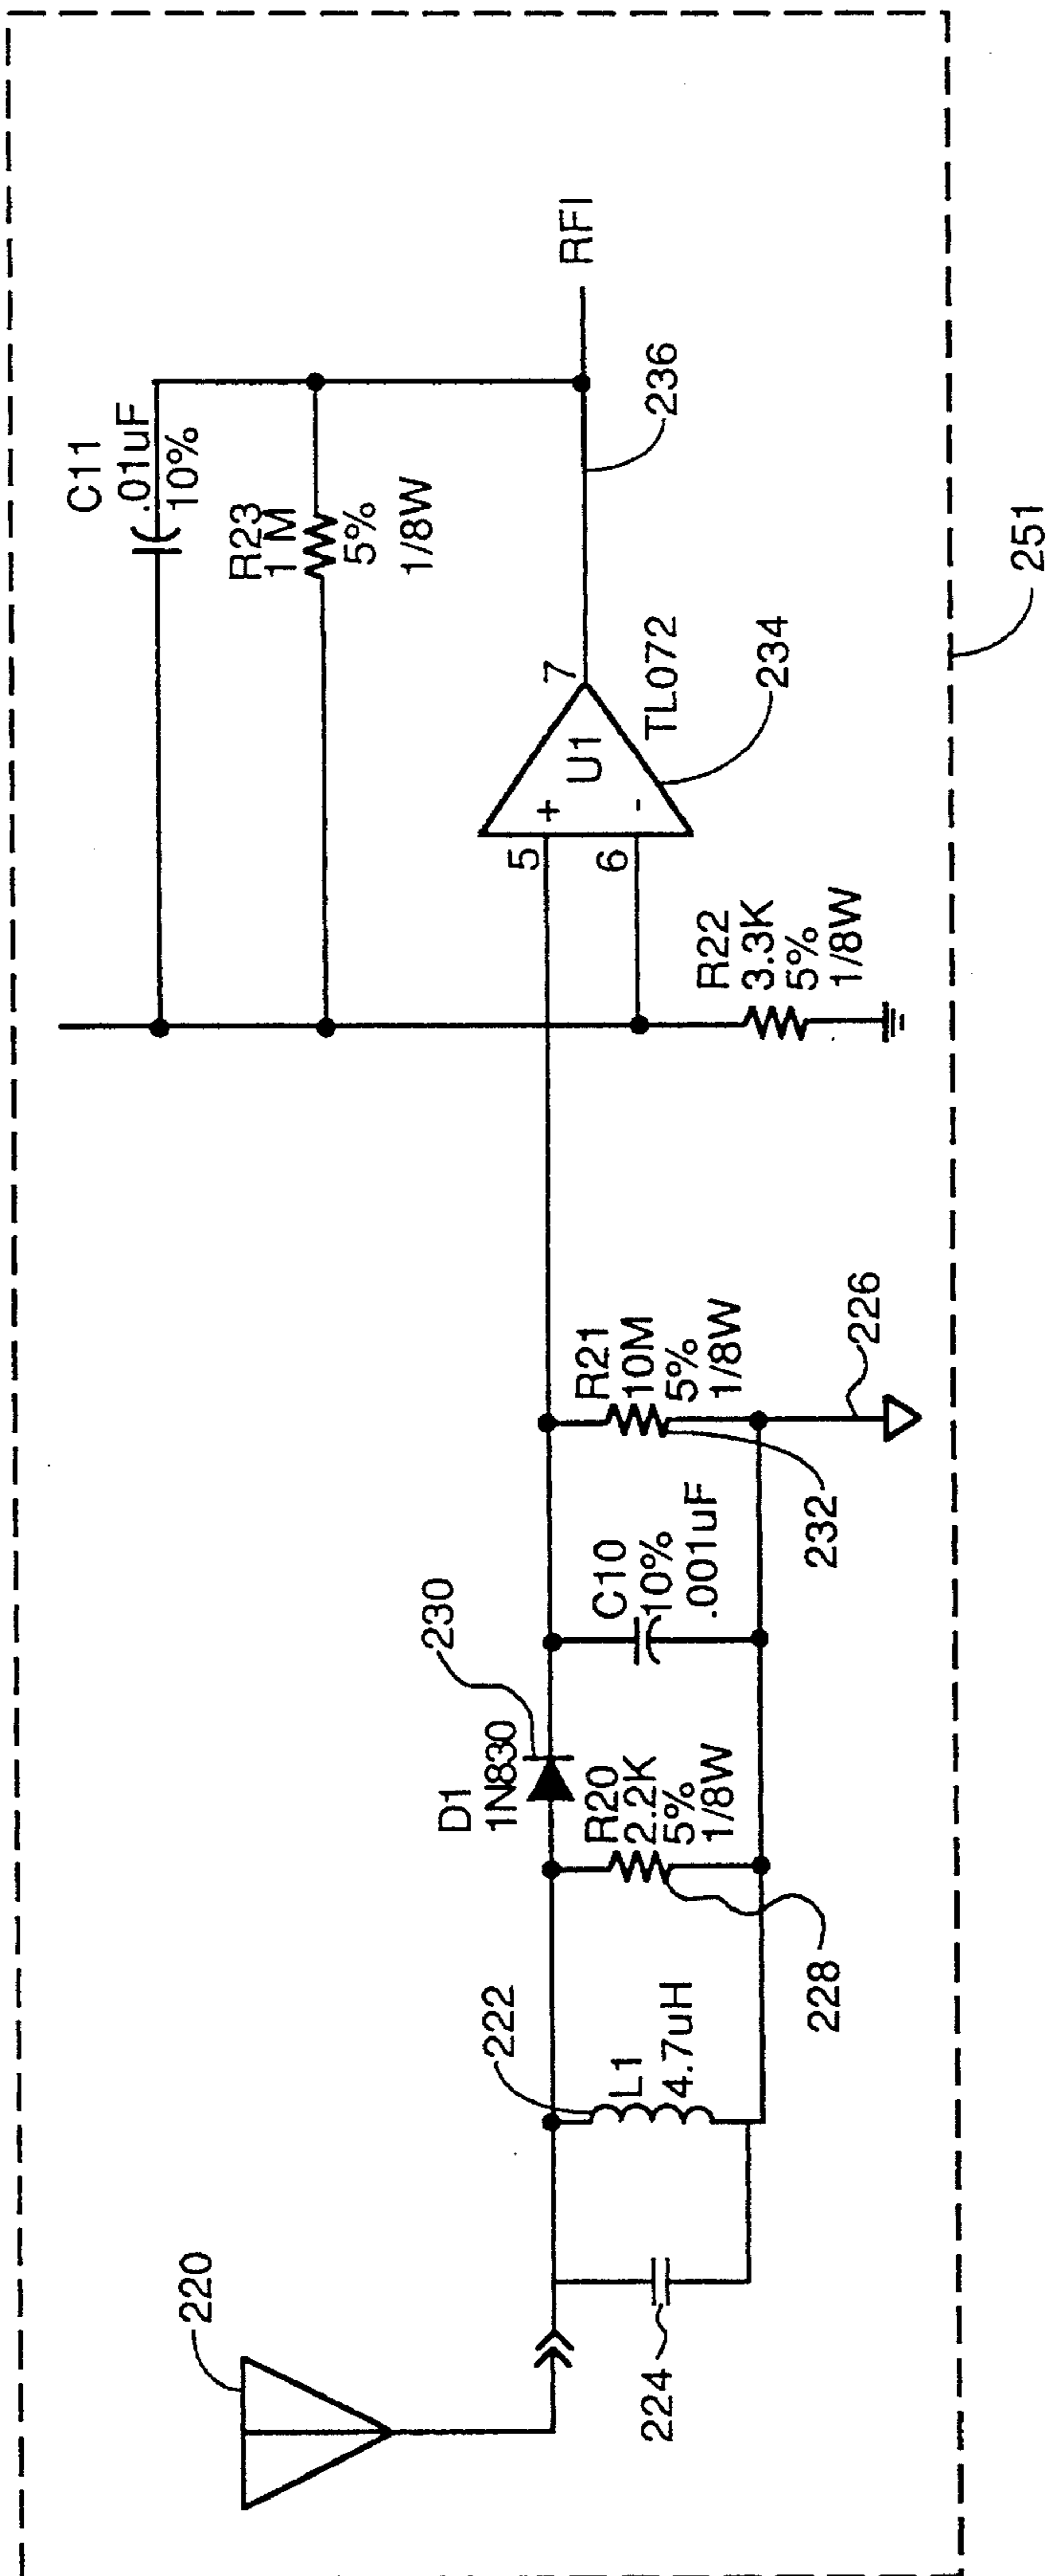 220
224
222
L1
4.7uH
228
D1
1N830
230
R20
2.2K
5%
1/8W
C10
10%
.001uF
232
R21
10M
5%
1/8W
226
C11
.01uF
10%
R23
1 M
5%
1/8W
5
6
+
-
U1
7
TL072
234
R22
3.3K
5%
1/8W
236
RFI
251